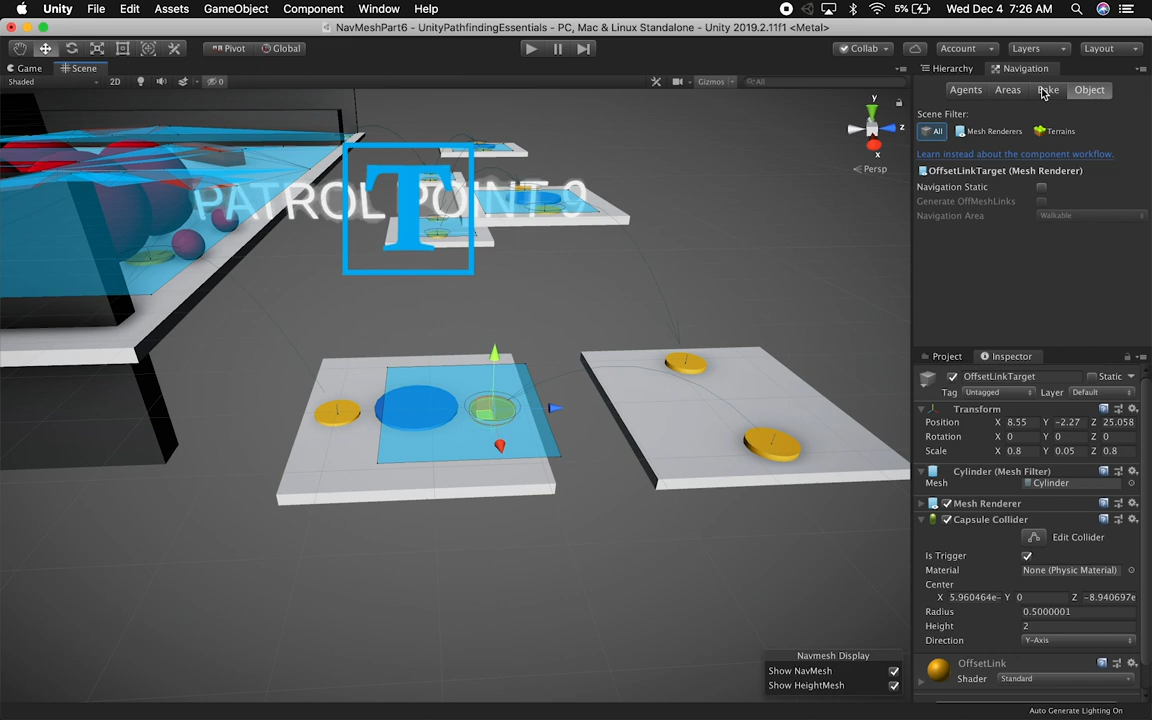 Unity File Edit Assets GameObject Component Window Help 5% Wed Dec 4 7:26 AM
NavMeshPart6 - UnityPathfindingEssentials - PC, Mac & Linux Standalone - Unity 2019.2.11f1 <Metal>
Pivot Global Collab Account Layers Layout
Game Scene Hierarchy Navigation
Shaded 2D 0 Gizmos All
Agents Areas Bake Object
y
z
x
Persp
Scene Filter:
All Mesh Renderers Terrains
Learn instead about the component workflow.
OffsetLinkTarget (Mesh Renderer)
Navigation Static
Generate OffMeshLinks
Navigation Area Walkable
PATROL POINT 9
T
Project Inspector
OffsetLinkTarget Static
Tag Untagged Layer Default
Transform
Position X 8.55 Y -2.27 Z 25.058
Rotation X 0 Y 0 Z 0
Scale X 0.8 Y 0.05 Z 0.8
Cylinder (Mesh Filter)
Mesh Cylinder
Mesh Renderer
Capsule Collider
Edit Collider
Is Trigger
Material None (Physic Material)
Center
X 5.960464e- Y 0 Z -8.940697e
Radius 0.5000001
Height 2
Direction Y-Axis
OffsetLink
Shader Standard
Navmesh Display
Show NavMesh
Show HeightMesh
Auto Generate Lighting On